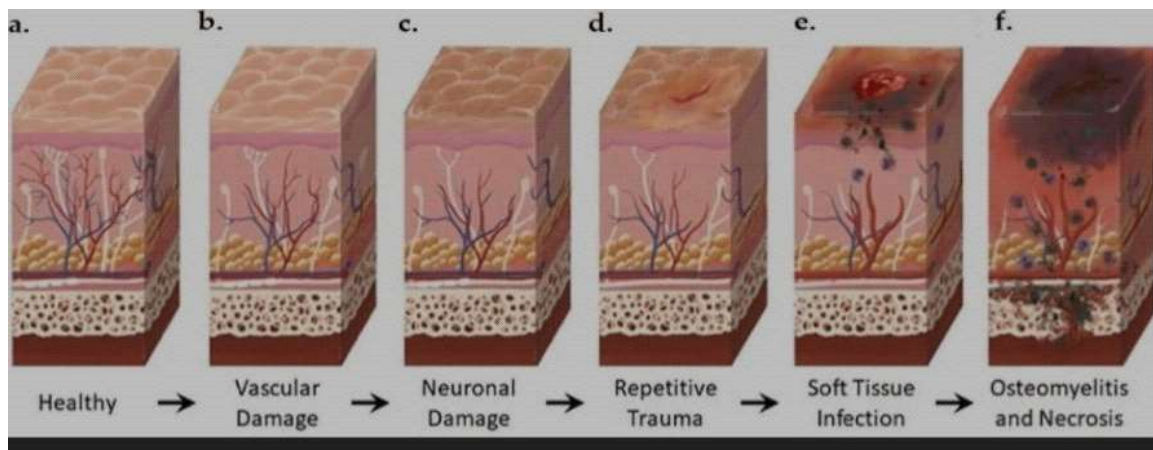 a.
b.
c.
d.
e.
f.
Healthy
Vascular
Damage
Neuronal
Damage
Repetitive
Trauma
Soft Tissue
Infection
Osteomyelitis
and Necrosis